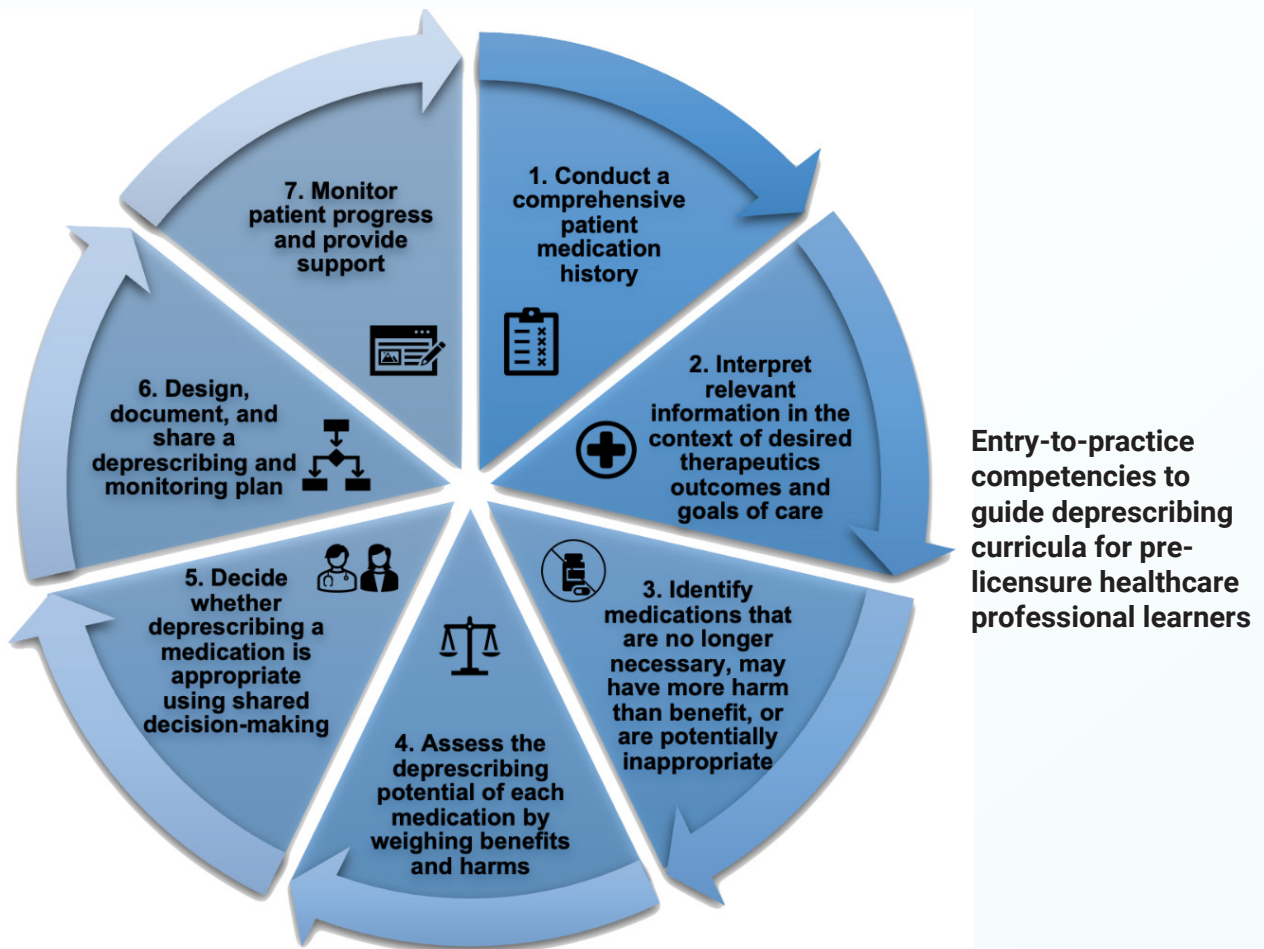 1. Conduct a
comprehensive
patient
medication
history
2. Interpret
relevant
information in the
context of desired
therapeutics
outcomes and
goals of care
3. Identify
medications that
are no longer
necessary, may
have more harm
than benefit, or
are potentially
inappropriate
4. Assess the
deprescribing
potential of each
medication by
weighing benefits
and harms
5. Decide
whether
deprescribing a
medication is
appropriate
using shared
decision-making
6. Design,
document, and
share a
deprescribing and
monitoring plan
7. Monitor
patient progress
and provide
support
Entry-to-practice
competencies to
guide deprescribing
curricula for pre-
licensure healthcare
professional learners